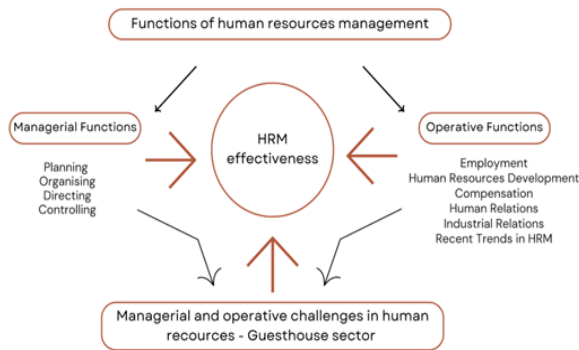 Functions of human resources management
Managerial Functions
Planning
Organising
Directing
Controlling
HRM
effectiveness
Operative Functions
Employment
Human Resources Development
Compensation
Human Relations
Industrial Relations
Recent Trends in HRM
Managerial and operative challenges in human
recources - Guesthouse sector